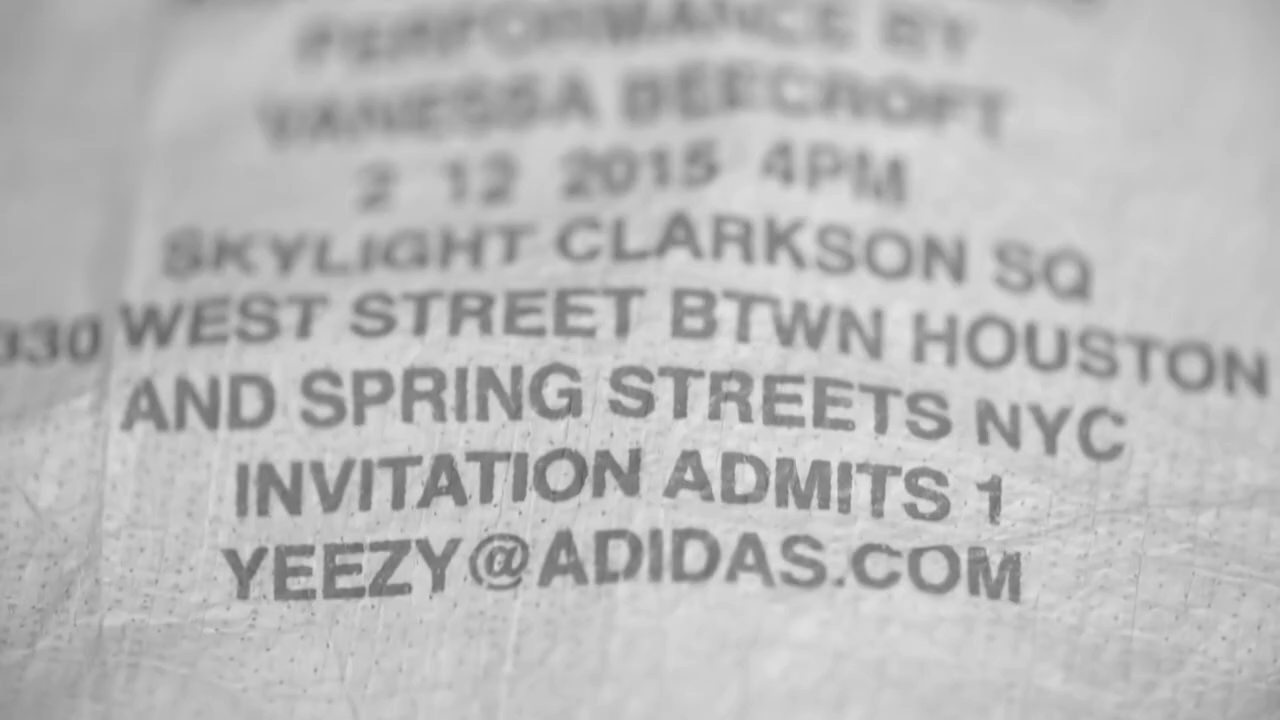 PERFORMANCE BY
VANESSA BEECROFT
2 12 2015 4PM
SKYLIGHT CLARKSON SQ
330 WEST STREET BTWN HOUSTON
AND SPRING STREETS NYC
INVITATION ADMITS 1
YEEZY@ADIDAS.COM